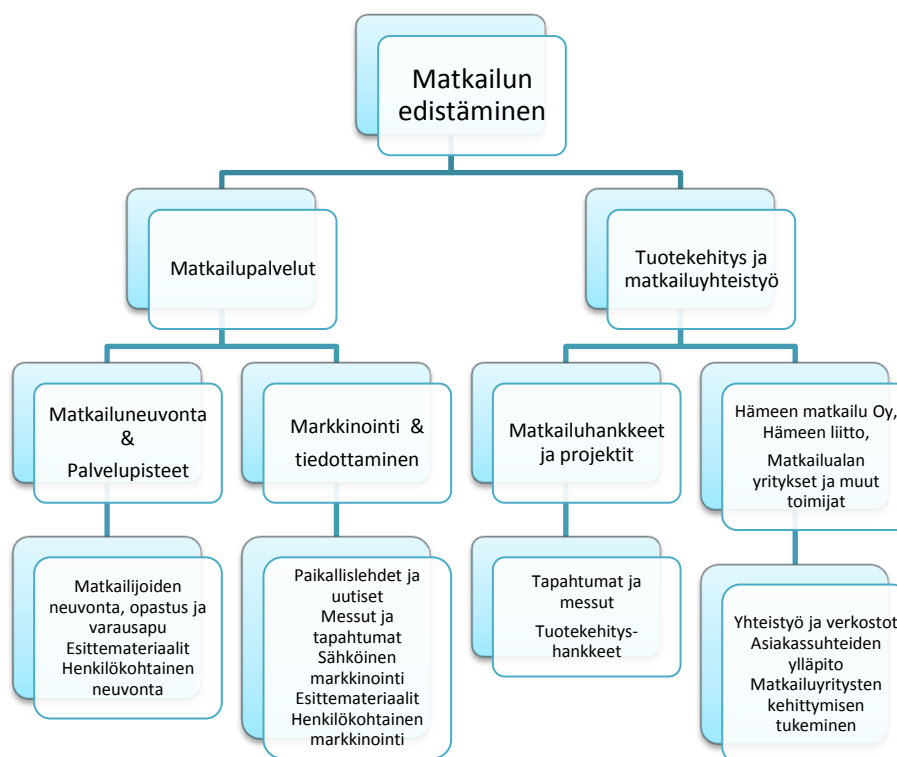 Matkailun
edistäminen
Matkailupalvelut
Tuotekehitys ja
matkailuyhteistyö
Matkailuneuvonta
&
Palvelupisteet
Markkinointi &
tiedottaminen
Matkailuhankkeet
ja projektit
Hämeen matkailu Oy,
Hämeen liitto,
Matkailualan
yritykset ja muut
toimijat
Matkailijoiden
neuvonta, opastus ja
varausapu
Esittemateriaalit
Henkilökohtainen
neuvonta
Paikallislehdet ja
uutiset
Messut ja
tapahtumat
Sähköinen
markkinointi
Esittemateriaalit
Henkilökohtainen
markkinointi
Tapahtumat ja
messut
Tuotekehitys-
hankkeet
Yhteistyö ja verkostot
Asiakassuhteiden
ylläpito
Matkailuyritysten
kehittymisen
tukeminen